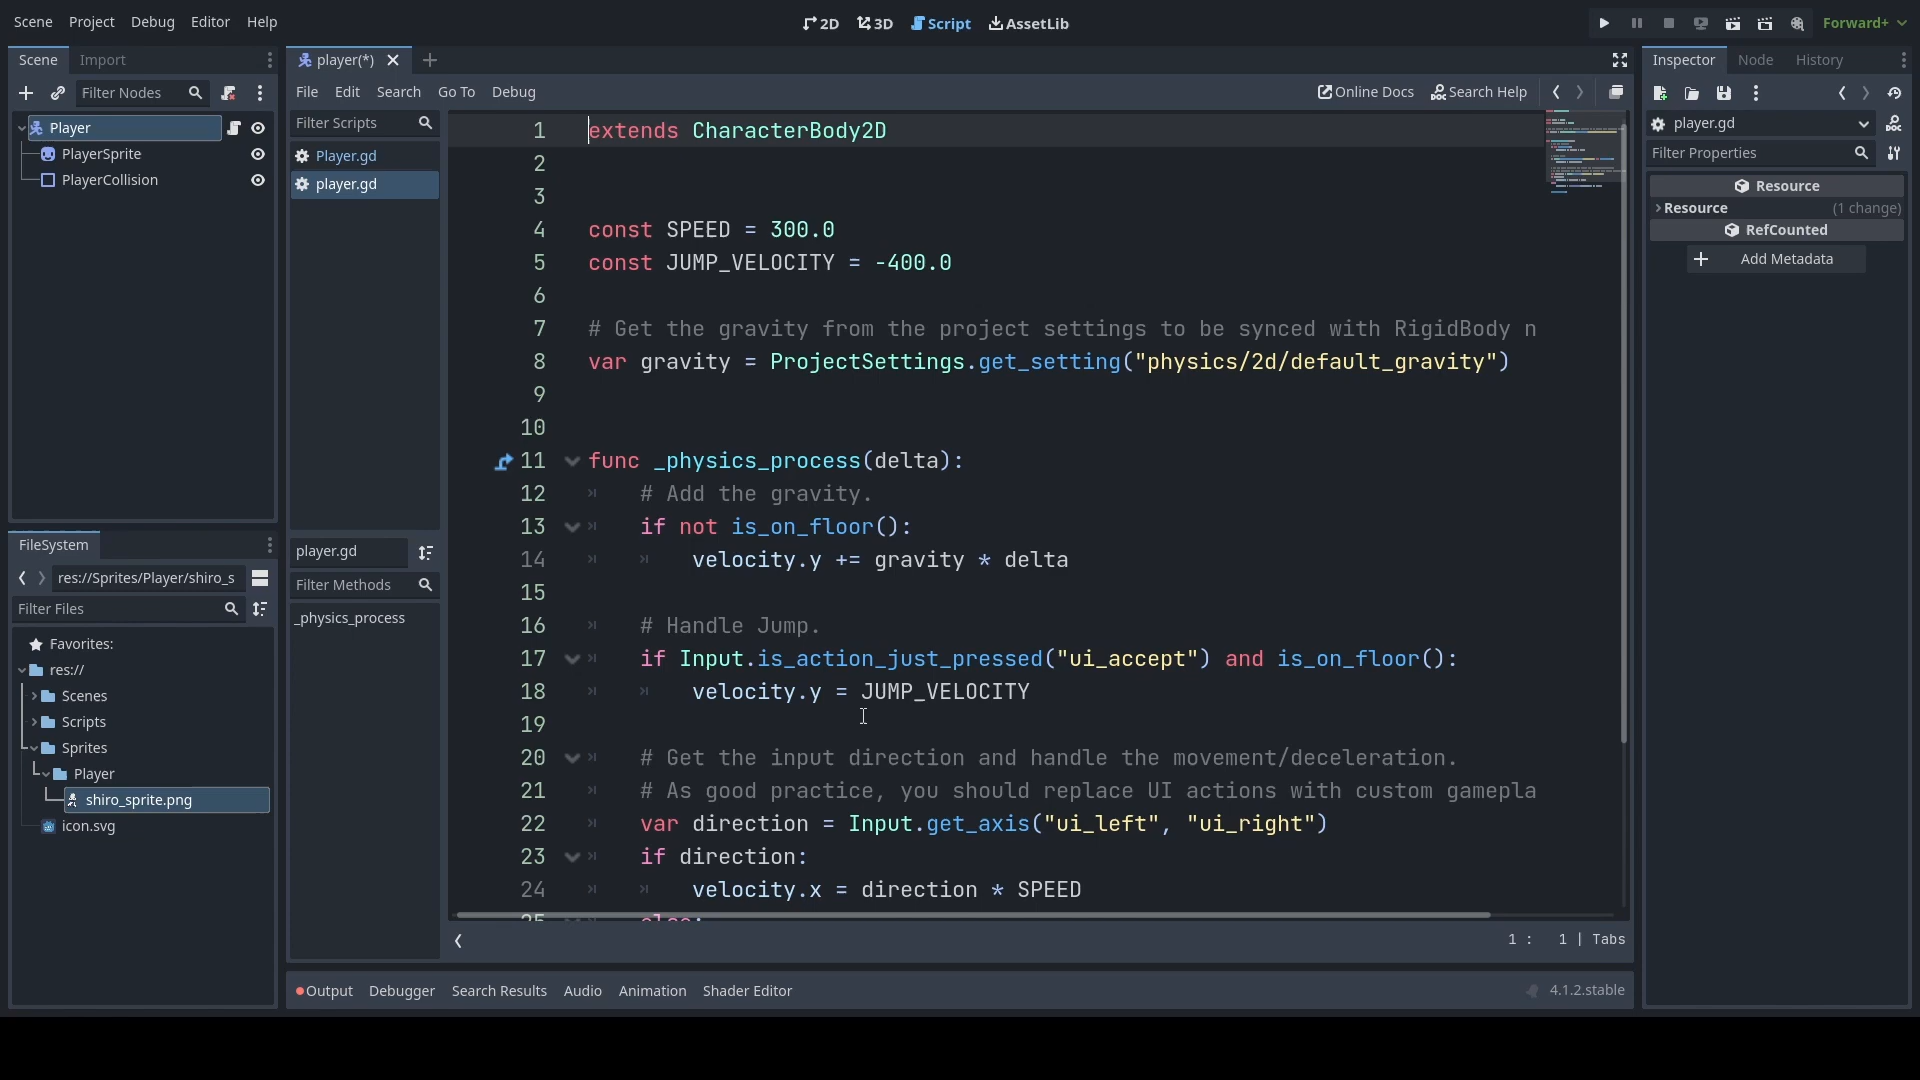 Scene Project Debug Editor Help
2D 3D Script AssetLib
Forward+
Scene Import
Filter Nodes
Player
PlayerSprite
PlayerCollision
FileSystem
res://Sprites/Player/shiro_s
Filter Files
Favorites:
res://
Scenes
Scripts
Sprites
Player
shiro_sprite.png
icon.svg
player(*)
File Edit Search Go To Debug
Online Docs Search Help
Filter Scripts
Player.gd
player.gd
player.gd
Filter Methods
_physics_process
1 extends CharacterBody2D
2
3
4 const SPEED = 300.0
5 const JUMP_VELOCITY = -400.0
6
7 # Get the gravity from the project settings to be synced with RigidBody n
8 var gravity = ProjectSettings.get_setting("physics/2d/default_gravity")
9
10
11 func _physics_process(delta):
12 # Add the gravity.
13 if not is_on_floor():
14 velocity.y += gravity * delta
15
16 # Handle Jump.
17 if Input.is_action_just_pressed("ui_accept") and is_on_floor():
18 velocity.y = JUMP_VELOCITY
19
20 # Get the input direction and handle the movement/deceleration.
21 # As good practice, you should replace UI actions with custom gamepla
22 var direction = Input.get_axis("ui_left", "ui_right")
23 if direction:
24 velocity.x = direction * SPEED
25 else:
1 : 1 | Tabs
Output Debugger Search Results Audio Animation Shader Editor
4.1.2.stable
Inspector Node History
player.gd
Filter Properties
Resource
Resource (1 change)
RefCounted
Add Metadata